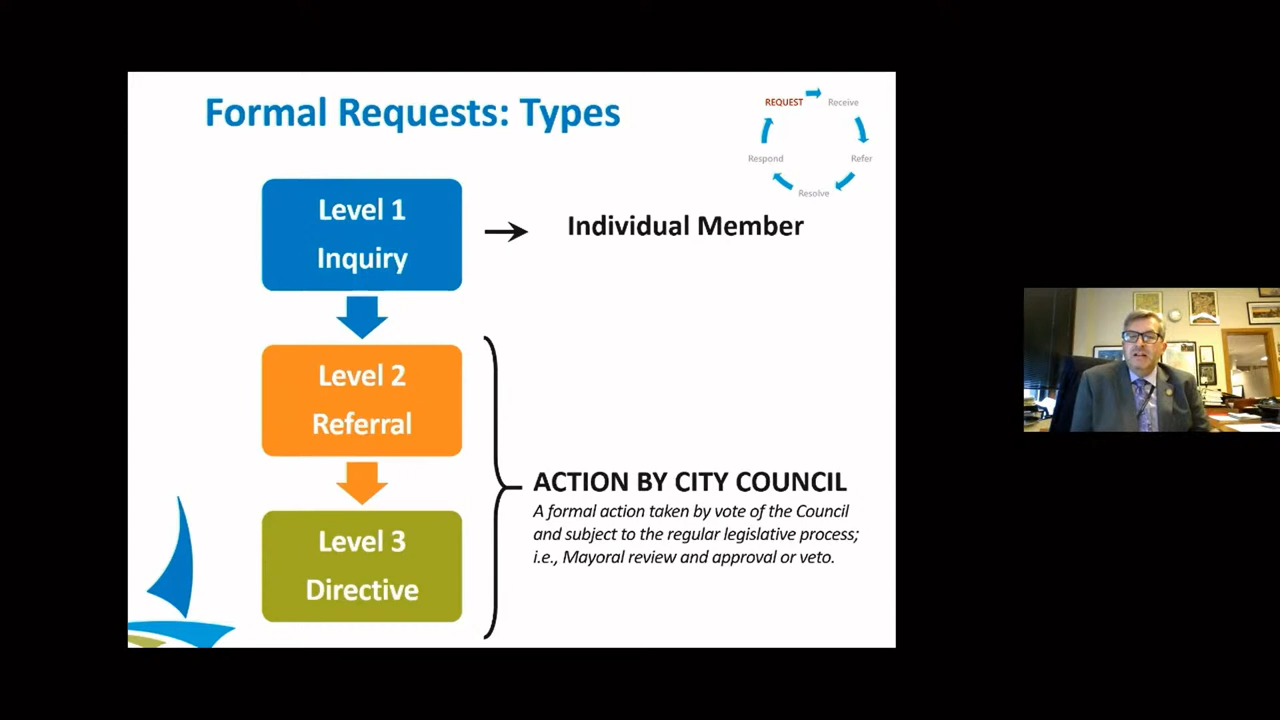 Formal Requests: Types
REQUEST
Receive
Respond
Refer
Resolve
Level 1
Inquiry
Individual Member
Level 2
Referral
ACTION BY CITY COUNCIL
A formal action taken by vote of the Council
and subject to the regular legislative process;
i.e., Mayoral review and approval or veto.
Level 3
Directive